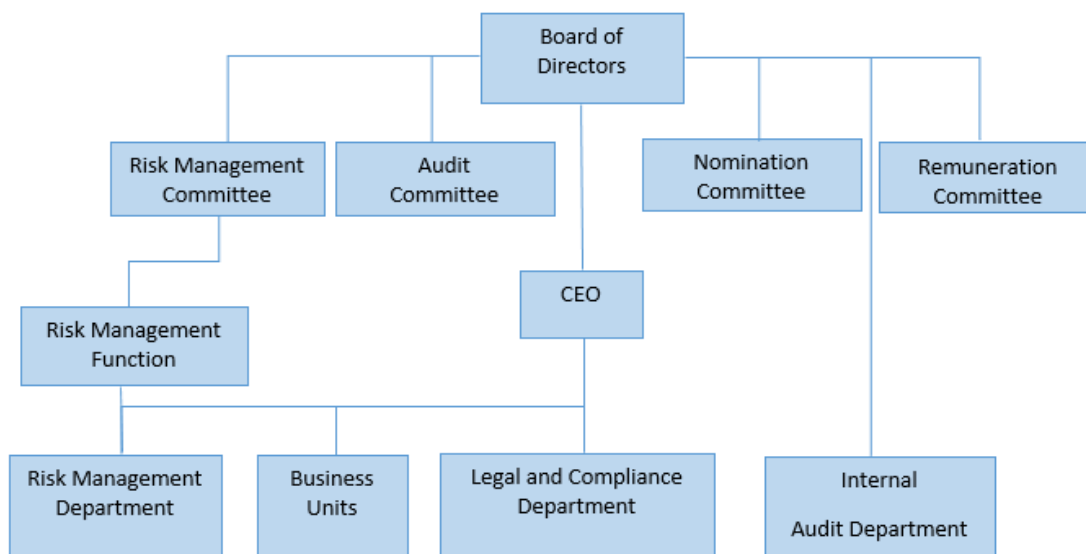 Board of
Directors
Risk Management
Committee
Audit
Committee
Nomination
Committee
Remuneration
Committee
CEO
Risk Management
Function
Risk Management
Department
Business
Units
Legal and Compliance
Department
Internal
Audit Department